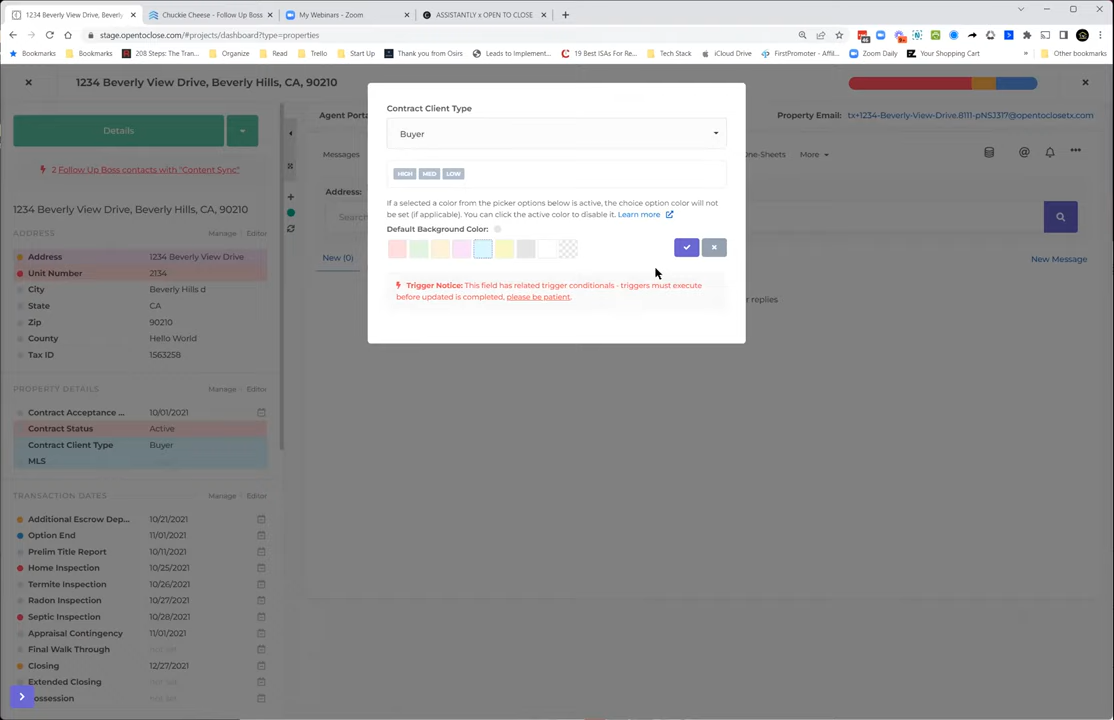 1234 Beverly View Drive, Beverly H
Chuckie Cheese - Follow Up Boss
My Webinars - Zoom
ASSISTANTLY x OPEN TO CLOSE
stage.opentoclose.com/#projects/dashboard?type=properties
Bookmarks
Bookmarks
208 Steps: The Tran...
Organize
Read
Trello
Start Up
Thank you from Osirs
Leads to Implement...
19 Best ISAs For Re...
Tech Stack
iCloud Drive
FirstPromoter - Affil...
Zoom Daily
Your Shopping Cart
Other bookmarks
1234 Beverly View Drive, Beverly Hills, CA, 90210
Details
2 Follow Up Boss contacts with "Content Sync"
1234 Beverly View Drive, Beverly Hills, CA, 90210
ADDRESS Manage Editor
Address 1234 Beverly View Drive
Unit Number 2134
City Beverly Hills d
State CA
Zip 90210
County Hello World
Tax ID 1563258
PROPERTY DETAILS Manage Editor
Contract Acceptance ... 10/01/2021
Contract Status Active
Contract Client Type Buyer
MLS
TRANSACTION DATES Manage Editor
Additional Escrow Dep... 10/21/2021
Option End 11/01/2021
Prelim Title Report 10/11/2021
Home Inspection 10/25/2021
Termite Inspection 10/26/2021
Radon Inspection 10/27/2021
Septic Inspection 10/28/2021
Appraisal Contingency 11/01/2021
Final Walk Through not set
Closing 12/27/2021
Extended Closing not set
ossession not set
Agent Porta
Property Email: tx+1234-Beverly-View-Drive.8111-pNSJ317@opentoclosetx.com
Messages
ne-Sheets
More
Address:
Search
New (0)
New Message
or replies
Contract Client Type
Buyer
HIGH MED LOW
If a selected a color from the picker options below is active, the choice option color will not
be set (if applicable). You can click the active color to disable it. Learn more
Default Background Color:
Trigger Notice: This field has related trigger conditionals - triggers must execute
before updated is completed, please be patient.